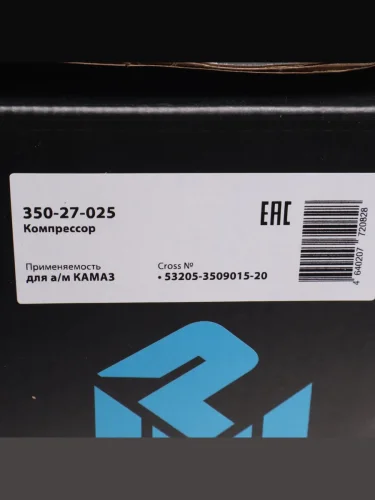 350-27-025
Компрессор
EAC
Применяемость
для а/м КАМАЗ
Cross №
• 53205-3509015-20
4 640207 720828